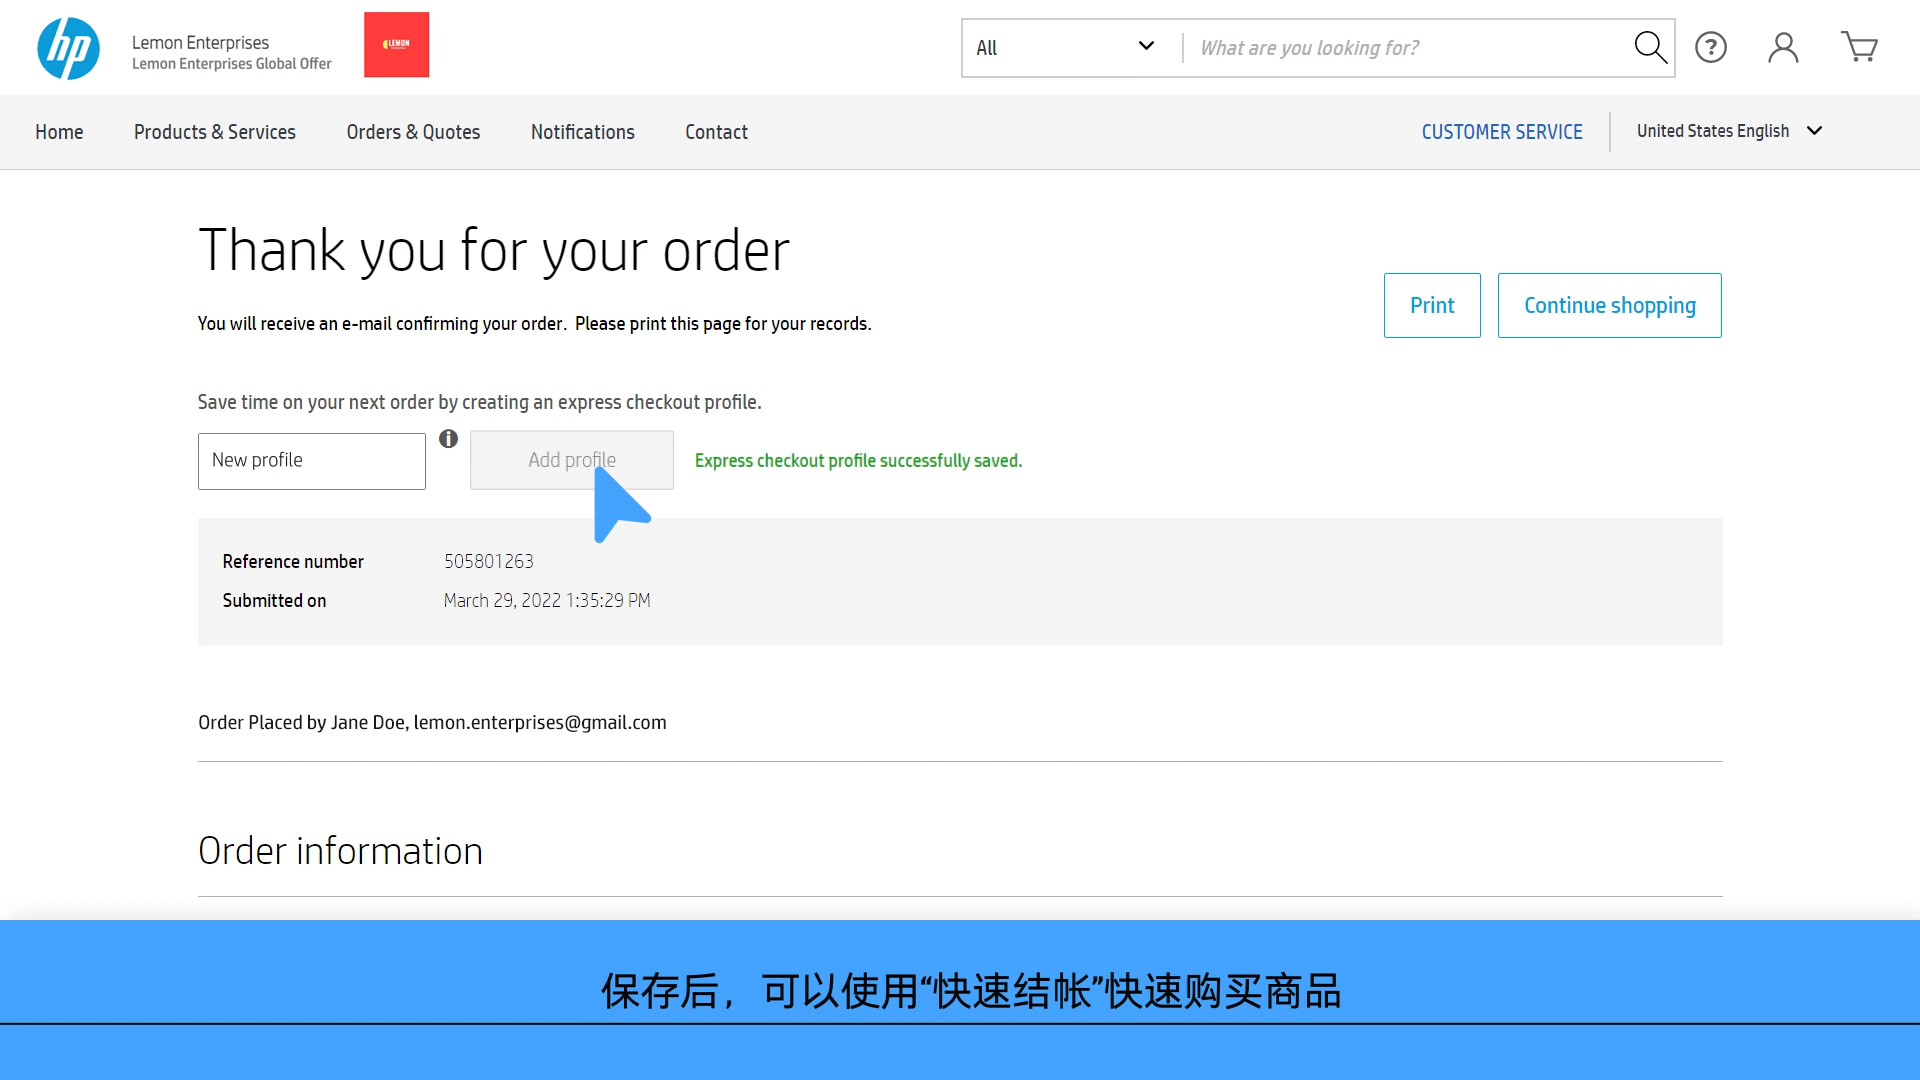 hp
Lemon Enterprises
Lemon Enterprises Global Offer
LEMON
All
What are you looking for?
Home
Products & Services
Orders & Quotes
Notifications
Contact
CUSTOMER SERVICE
United States English
Thank you for your order
Print
Continue shopping
You will receive an e-mail confirming your order. Please print this page for your records.
Save time on your next order by creating an express checkout profile.
New profile
Add profile
Express checkout profile successfully saved.
Reference number 505801263
Submitted on March 29, 2022 1:35:29 PM
Order Placed by Jane Doe, lemon.enterprises@gmail.com
Order information
保存后，可以使用“快速结帐”快速购买商品